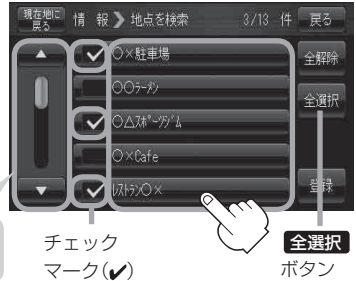 現在地に戻る 情 報 ❯ 地点を検索 3/13 件 戻る
▲ ✔ ○×駐車場 全解除
○○ラーメン
全選択
✔ ○△スポーツジム
○×Cafe
▼ ✔ レストラン○× 登録
チェック
マーク(✔)
全選択
ボタン